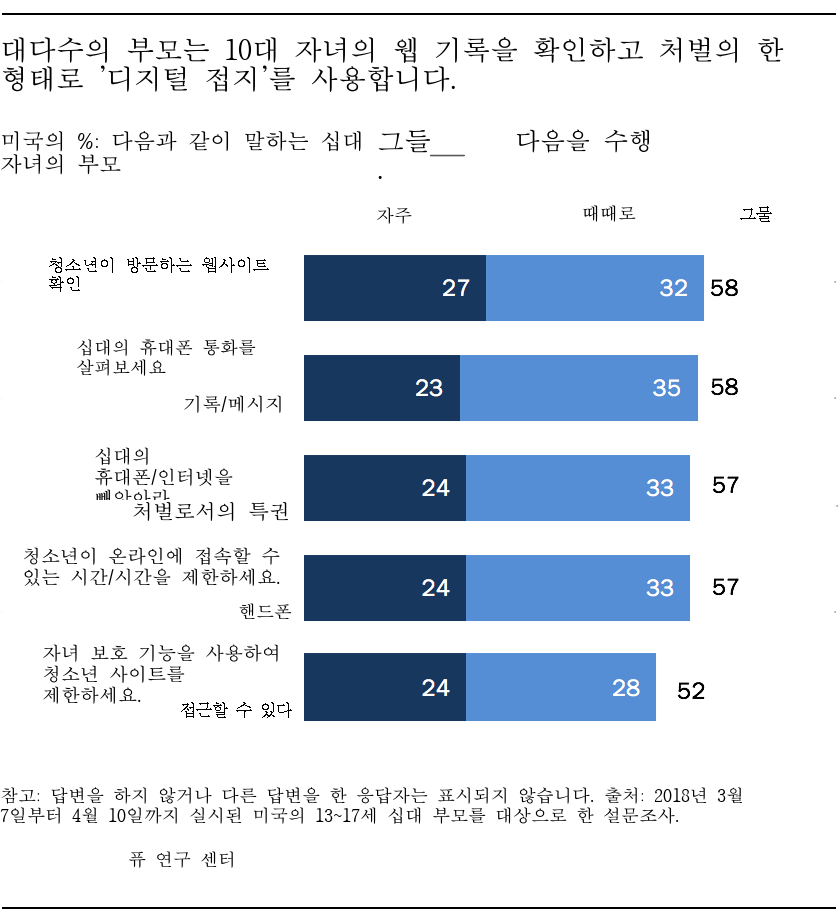 대다수의 부모는 10대 자녀의 웹 기록을 확인하고 처벌의 한
형태로 '디지털 접지'를 사용합니다.
미국의 %: 다음과 같이 말하는 십대 그들___ 다음을 수행
자녀의 부모 .
자주 때때로 그물
청소년이 방문하는 웹사이트
확인
27 32 58
십대의 휴대폰 통화를
살펴보세요
기록/메시지
23 35 58
십대의
휴대폰/인터넷을
빼앗아라
처벌로서의 특권
24 33 57
청소년이 온라인에 접속할 수
있는 시간/시간을 제한하세요.
핸드폰
24 33 57
자녀 보호 기능을 사용하여
청소년 사이트를
제한하세요.
접근할 수 있다
24 28 52
참고: 답변을 하지 않거나 다른 답변을 한 응답자는 표시되지 않습니다. 출처: 2018년 3월
7일부터 4월 10일까지 실시된 미국의 13~17세 십대 부모를 대상으로 한 설문조사.
퓨 연구 센터